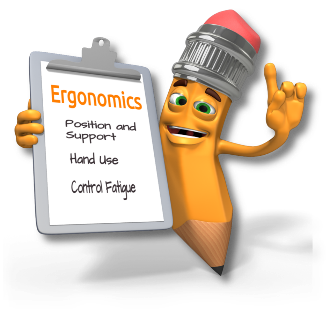 Ergonomics
Position and
Support
Hand Use
Control Fatigue